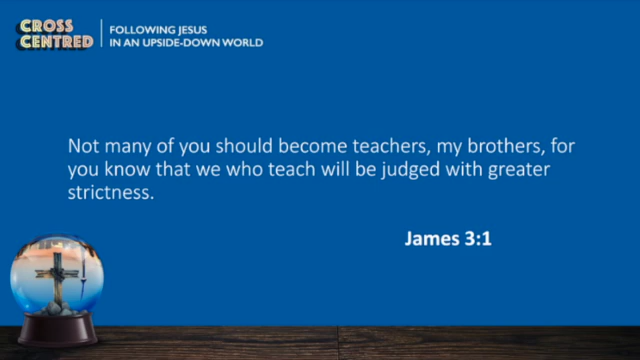 CROSS
CENTRED
FOLLOWING JESUS
IN AN UPSIDE-DOWN WORLD
Not many of you should become teachers, my brothers, for
you know that we who teach will be judged with greater
strictness.
James 3:1